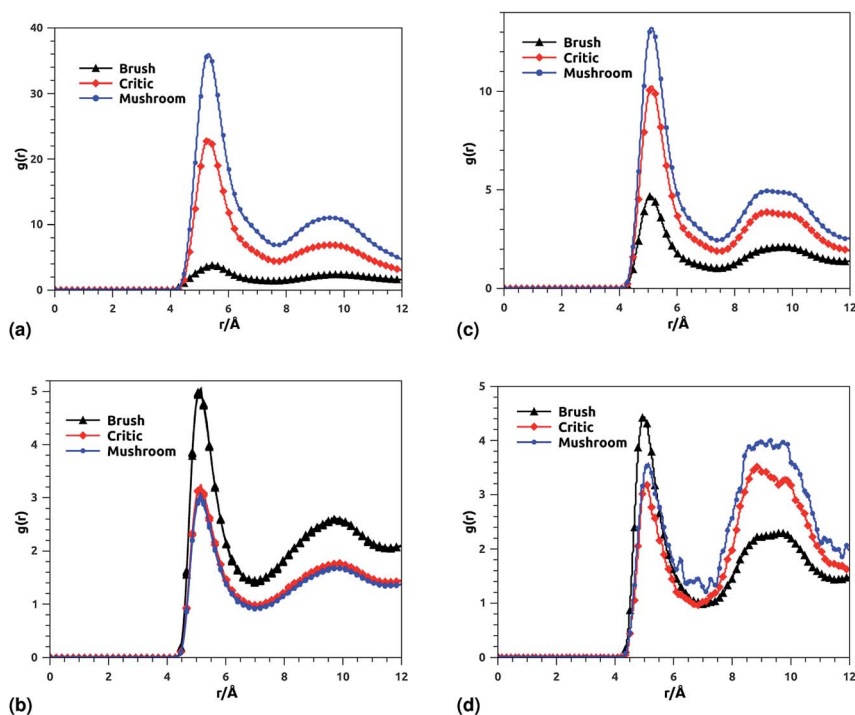 40
30
20
10
0
g(r)
Brush
Critic
Mushroom
0 2 4 6 8 10 12
r/Å
(a)
10
5
0
g(r)
Brush
Critic
Mushroom
0 2 4 6 8 10 12
r/Å
(c)
5
4
3
2
1
0
g(r)
Brush
Critic
Mushroom
0 2 4 6 8 10 12
r/Å
(b)
5
4
3
2
1
0
g(r)
Brush
Critic
Mushroom
0 2 4 6 8 10 12
r/Å
(d)